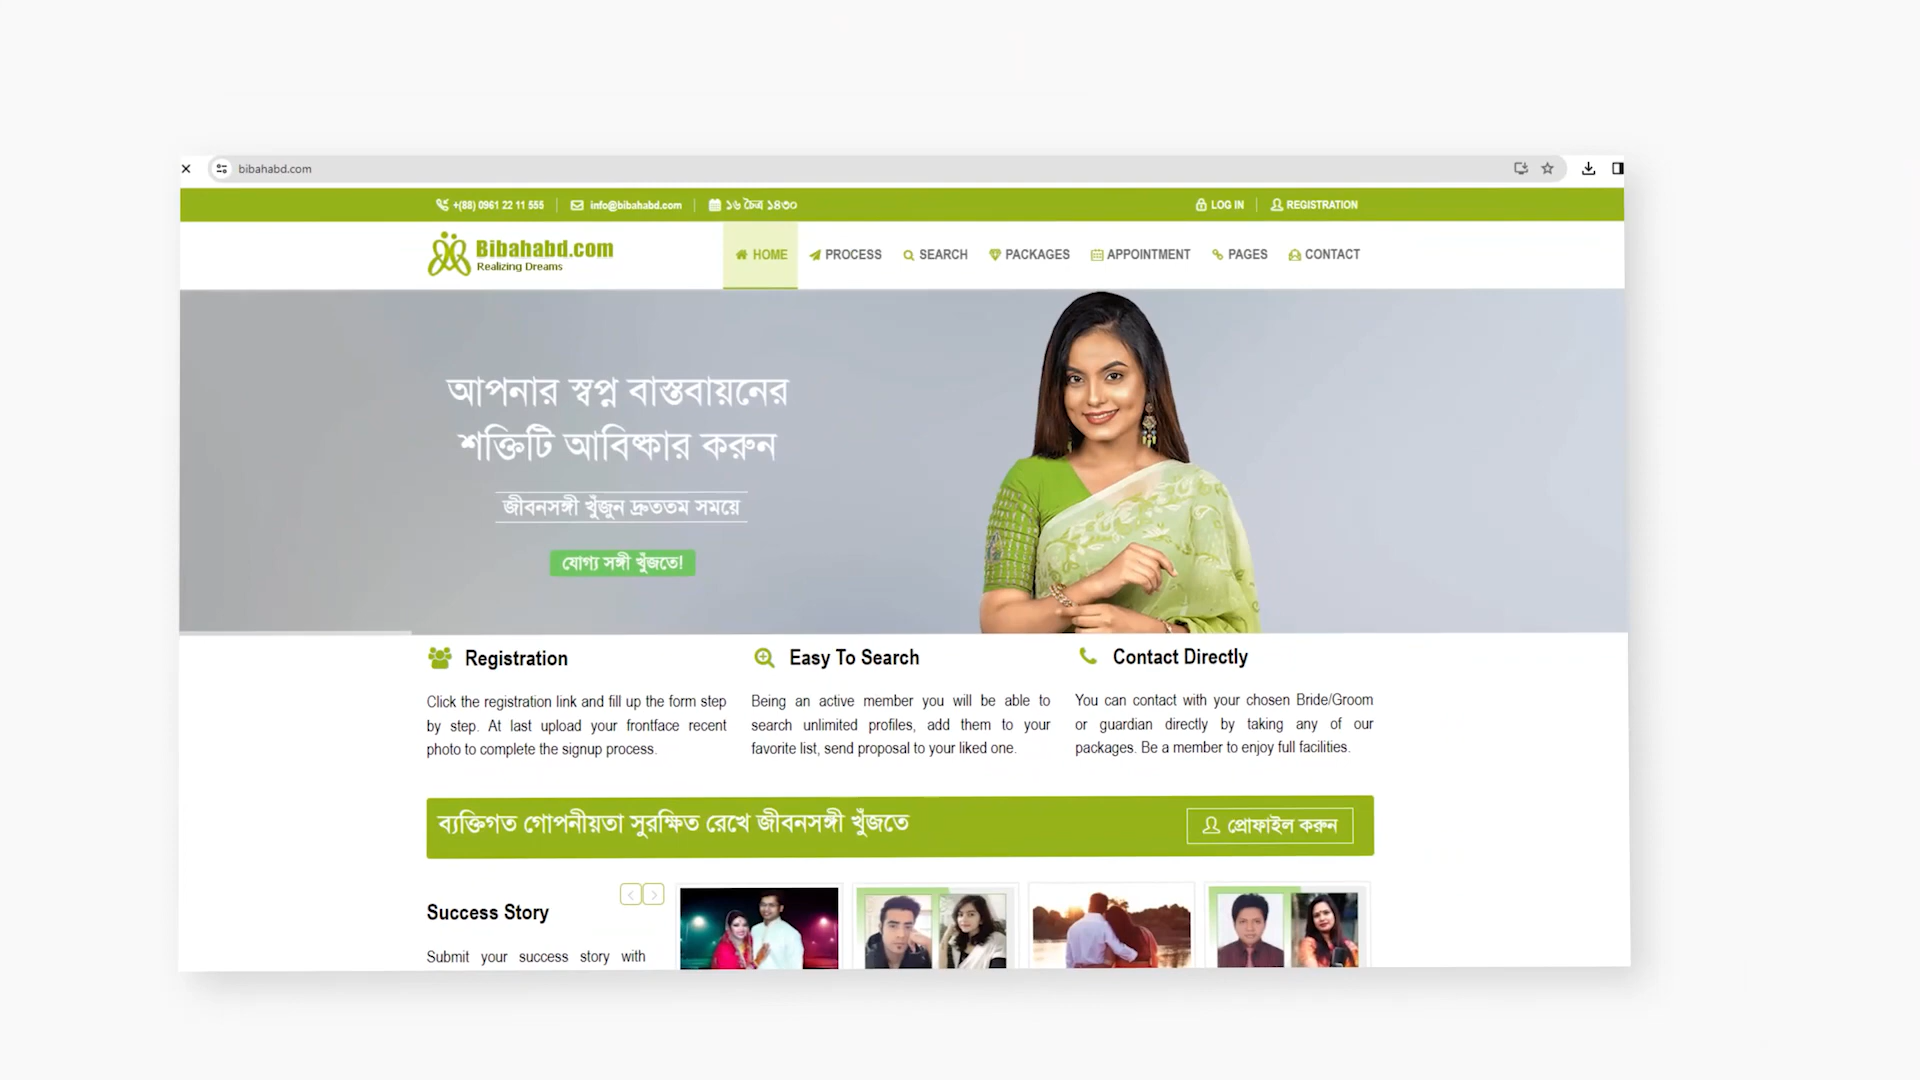 bibahabd.com
+(88) 0961 22 11 555
info@bibahabd.com
১৬ চৈত্র ১৪৩০
LOG IN
REGISTRATION
Bibahabd.com
Realizing Dreams
HOME
PROCESS
SEARCH
PACKAGES
APPOINTMENT
PAGES
CONTACT
আপনার স্বপ্ন বাস্তবায়নের
শক্তিটি আবিষ্কার করুন
জীবনসঙ্গী খুঁজুন দ্রুততম সময়ে
যোগ্য সঙ্গী খুঁজতে!
Registration
Click the registration link and fill up the form step
by step. At last upload your frontface recent
photo to complete the signup process.
Easy To Search
Being an active member you will be able to
search unlimited profiles, add them to your
favorite list, send proposal to your liked one.
Contact Directly
You can contact with your chosen Bride/Groom
or guardian directly by taking any of our
packages. Be a member to enjoy full facilities.
ব্যক্তিগত গোপনীয়তা সুরক্ষিত রেখে জীবনসঙ্গী খুঁজতে
প্রোফাইল করুন
Success Story
Submit your success story with